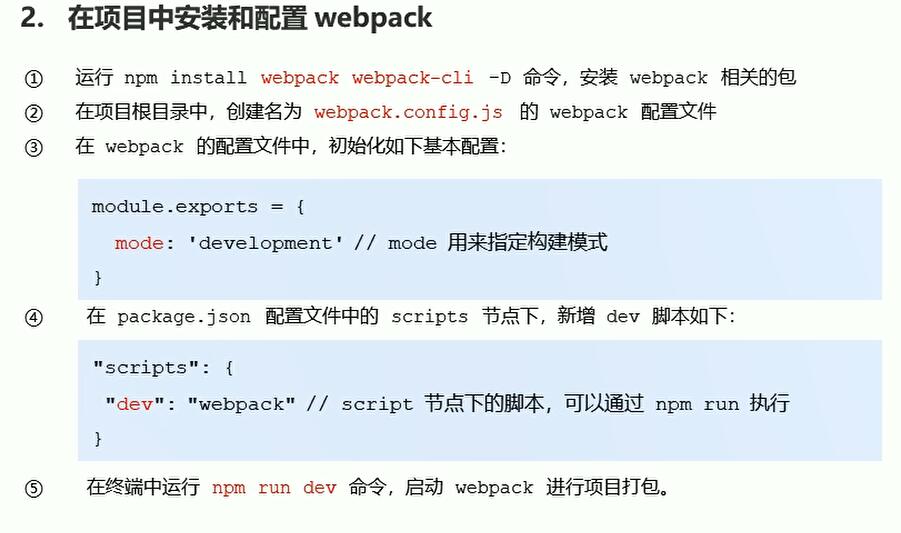 2. 在项目中安装和配置 webpack
① 运行 npm install webpack webpack-cli -D 命令，安装 webpack 相关的包
② 在项目根目录中，创建名为 webpack.config.js 的 webpack 配置文件
③ 在 webpack 的配置文件中，初始化如下基本配置：
module.exports = {
mode: 'development' // mode 用来指定构建模式
}
④ 在 package.json 配置文件中的 scripts 节点下，新增 dev 脚本如下：
"scripts": {
"dev": "webpack" // script 节点下的脚本，可以通过 npm run 执行
}
⑤ 在终端中运行 npm run dev 命令，启动 webpack 进行项目打包。